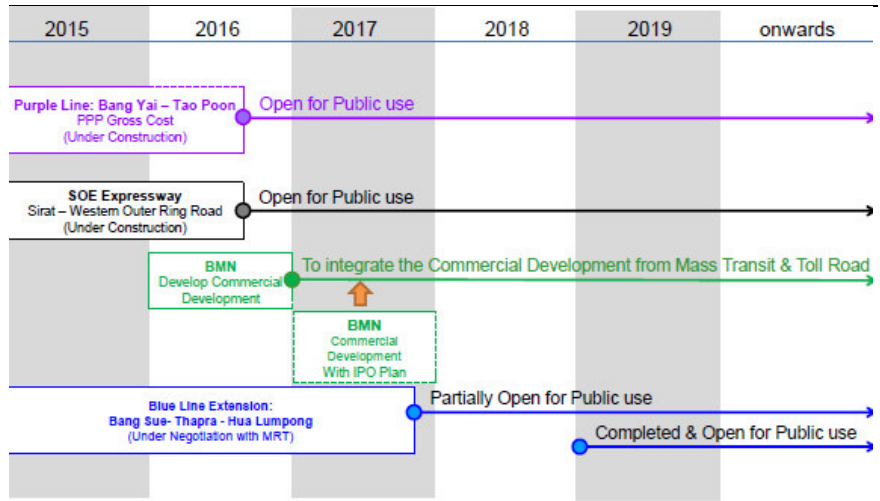 2015 2016 2017 2018 2019 onwards
Purple Line: Bang Yai – Tao Poon
PPP Gross Cost
(Under Construction)
Open for Public use
SOE Expressway
Sirat – Western Outer Ring Road
(Under Construction)
Open for Public use
BMN
Develop Commercial
Development
To integrate the Commercial Development from Mass Transit & Toll Road
BMN
Commercial
Development
With IPO Plan
Blue Line Extension:
Bang Sue- Thapra - Hua Lumpong
(Under Negotiation with MRT)
Partially Open for Public use
Completed & Open for Public use